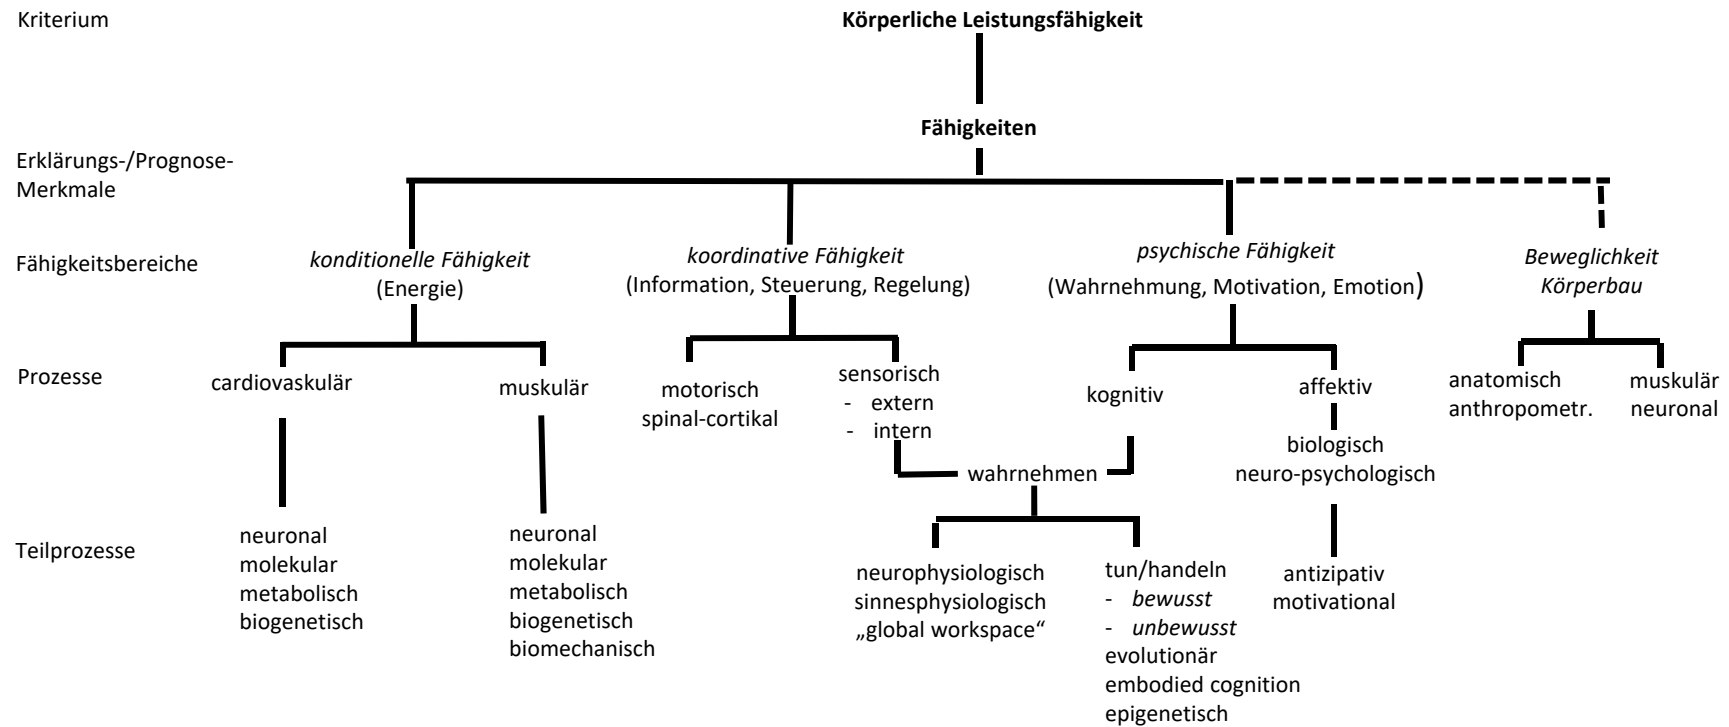 Kriterium
Körperliche Leistungsfähigkeit
Fähigkeiten
Erklärungs-/Prognose-
Merkmale
Fähigkeitsbereiche
konditionelle Fähigkeit
(Energie)
koordinative Fähigkeit
(Information, Steuerung, Regelung)
psychische Fähigkeit
(Wahrnehmung, Motivation, Emotion)
Beweglichkeit
Körperbau
Prozesse
cardiovaskulär
muskulär
motorisch
spinal-cortikal
sensorisch
- extern
- intern
kognitiv
affektiv
anatomisch
anthropometr.
muskulär
neuronal
biologisch
neuro-psychologisch
wahrnehmen
Teilprozesse
neuronal
molekular
metabolisch
biogenetisch
neuronal
molekular
metabolisch
biogenetisch
biomechanisch
neurophysiologisch
sinnesphysiologisch
„global workspace“
tun/handeln
- bewusst
- unbewusst
evolutionär
embodied cognition
epigenetisch
antizipativ
motivational